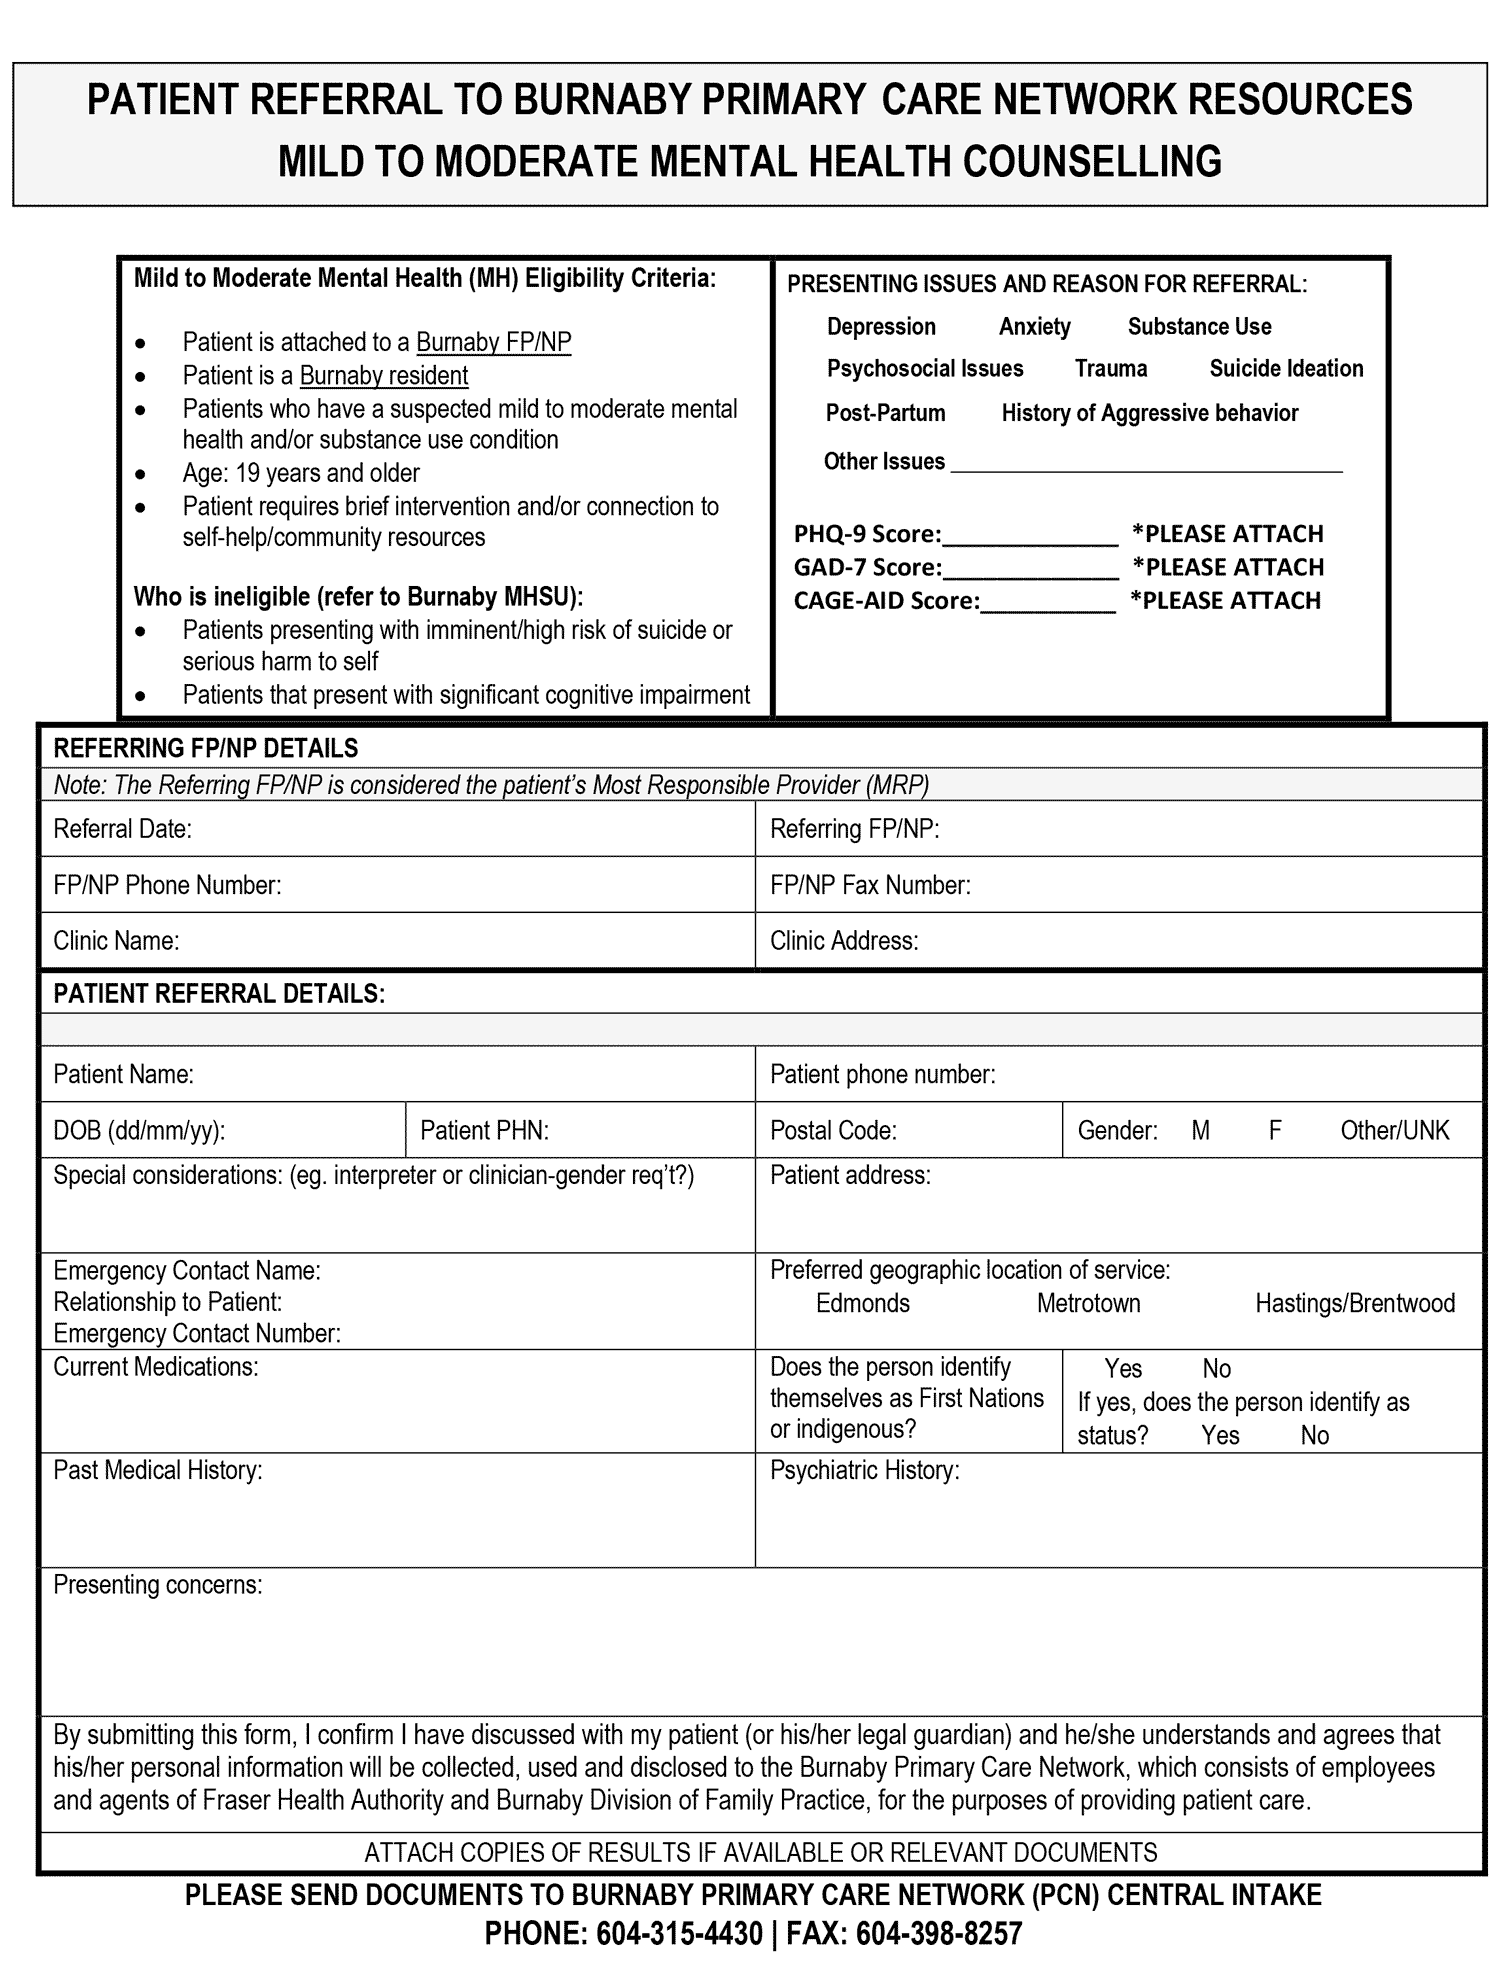 PATIENT REFERRAL TO BURNABY PRIMARY CARE NETWORK RESOURCES
MILD TO MODERATE MENTAL HEALTH COUNSELLING
Mild to Moderate Mental Health (MH) Eligibility Criteria:
• Patient is attached to a Burnaby FP/NP
• Patient is a Burnaby resident
• Patients who have a suspected mild to moderate mental
health and/or substance use condition
• Age: 19 years and older
• Patient requires brief intervention and/or connection to
self-help/community resources
Who is ineligible (refer to Burnaby MHSU):
• Patients presenting with imminent/high risk of suicide or
serious harm to self
• Patients that present with significant cognitive impairment
PRESENTING ISSUES AND REASON FOR REFERRAL:
Depression Anxiety Substance Use
Psychosocial Issues Trauma Suicide Ideation
Post-Partum History of Aggressive behavior
Other Issues ____________________________
PHQ-9 Score:_____________ *PLEASE ATTACH
GAD-7 Score:_____________ *PLEASE ATTACH
CAGE-AID Score:__________ *PLEASE ATTACH
REFERRING FP/NP DETAILS
Note: The Referring FP/NP is considered the patient's Most Responsible Provider (MRP)
Referral Date: Referring FP/NP:
FP/NP Phone Number: FP/NP Fax Number:
Clinic Name: Clinic Address:
PATIENT REFERRAL DETAILS:
Patient Name: Patient phone number:
DOB (dd/mm/yy): Patient PHN: Postal Code: Gender: M F Other/UNK
Special considerations: (eg. interpreter or clinician-gender req't?) Patient address:
Emergency Contact Name:
Relationship to Patient:
Emergency Contact Number:
Preferred geographic location of service:
Edmonds Metrotown Hastings/Brentwood
Current Medications:
Does the person identify
themselves as First Nations
or indigenous?
Yes No
If yes, does the person identify as
status? Yes No
Past Medical History: Psychiatric History:
Presenting concerns:
By submitting this form, I confirm I have discussed with my patient (or his/her legal guardian) and he/she understands and agrees that
his/her personal information will be collected, used and disclosed to the Burnaby Primary Care Network, which consists of employees
and agents of Fraser Health Authority and Burnaby Division of Family Practice, for the purposes of providing patient care.
ATTACH COPIES OF RESULTS IF AVAILABLE OR RELEVANT DOCUMENTS
PLEASE SEND DOCUMENTS TO BURNABY PRIMARY CARE NETWORK (PCN) CENTRAL INTAKE
PHONE: 604-315-4430 | FAX: 604-398-8257